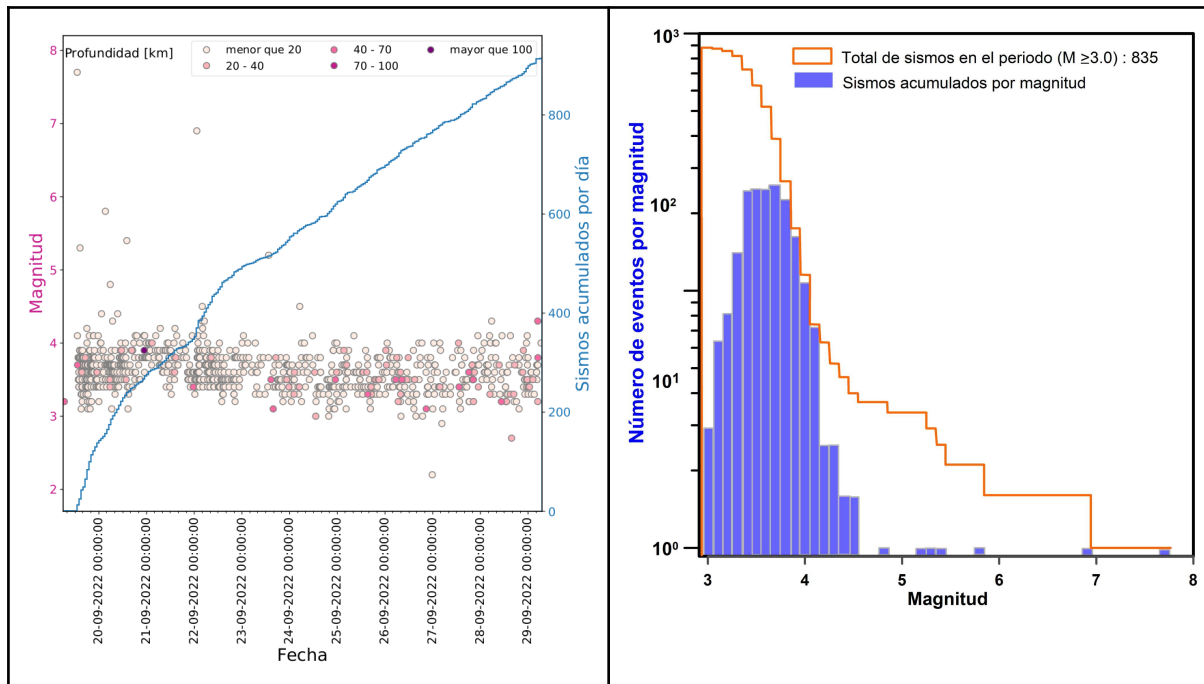 Profundidad [km]
menor que 20
20 - 40
40 - 70
70 - 100
mayor que 100
Magnitud
8
7
6
5
4
3
2
Sismos acumulados por día
800
600
400
200
0
20-09-2022 00:00:00
21-09-2022 00:00:00
22-09-2022 00:00:00
23-09-2022 00:00:00
24-09-2022 00:00:00
25-09-2022 00:00:00
26-09-2022 00:00:00
27-09-2022 00:00:00
28-09-2022 00:00:00
29-09-2022 00:00:00
Fecha
Total de sismos en el periodo (M ≥3.0) : 835
Sismos acumulados por magnitud
Número de eventos por magnitud
10³
10²
10¹
10⁰
3 4 5 6 7 8
Magnitud